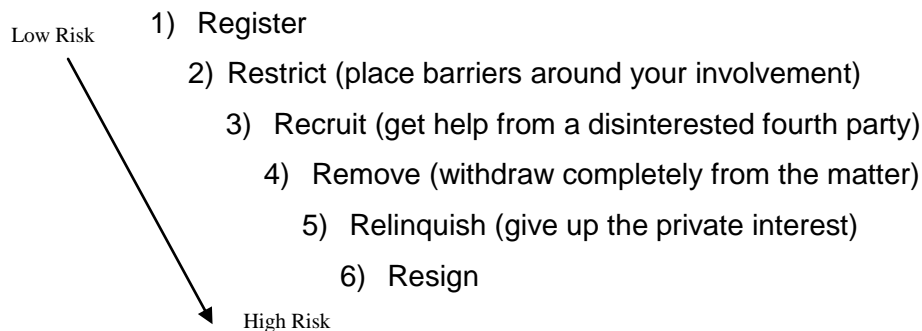 Low Risk
1) Register
2) Restrict (place barriers around your involvement)
3) Recruit (get help from a disinterested fourth party)
4) Remove (withdraw completely from the matter)
5) Relinquish (give up the private interest)
6) Resign
High Risk